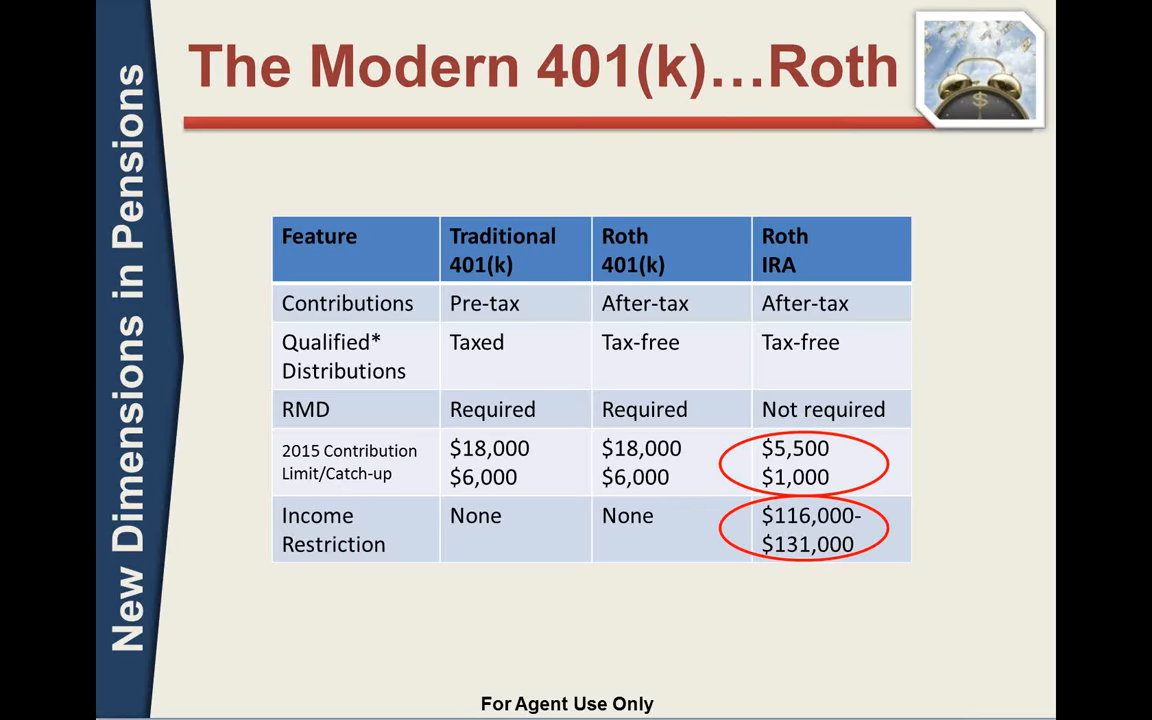 New Dimensions in Pensions
The Modern 401(k)…Roth
$
Feature
Traditional
401(k)
Roth
401(k)
Roth
IRA
Contributions
Pre-tax
After-tax
After-tax
Qualified*
Distributions
Taxed
Tax-free
Tax-free
RMD
Required
Required
Not required
2015 Contribution
Limit/Catch-up
$18,000
$6,000
$18,000
$6,000
$5,500
$1,000
Income
Restriction
None
None
$116,000-
$131,000
For Agent Use Only